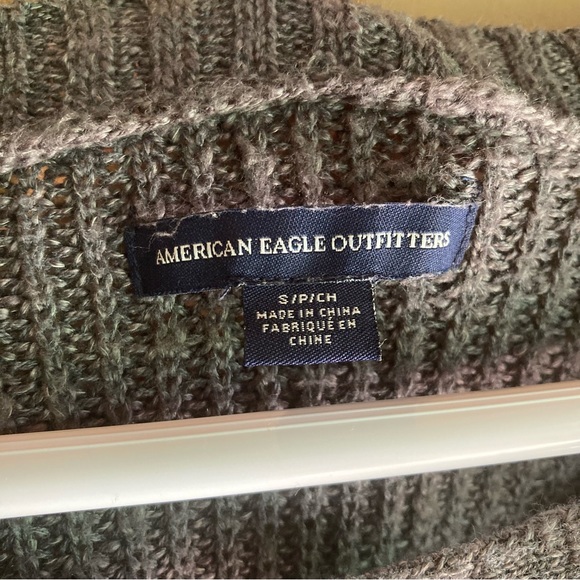 AMERICAN EAGLE OUTFITTERS
S/P/CH
MADE IN CHINA
FABRIQUÉ EN
CHINE